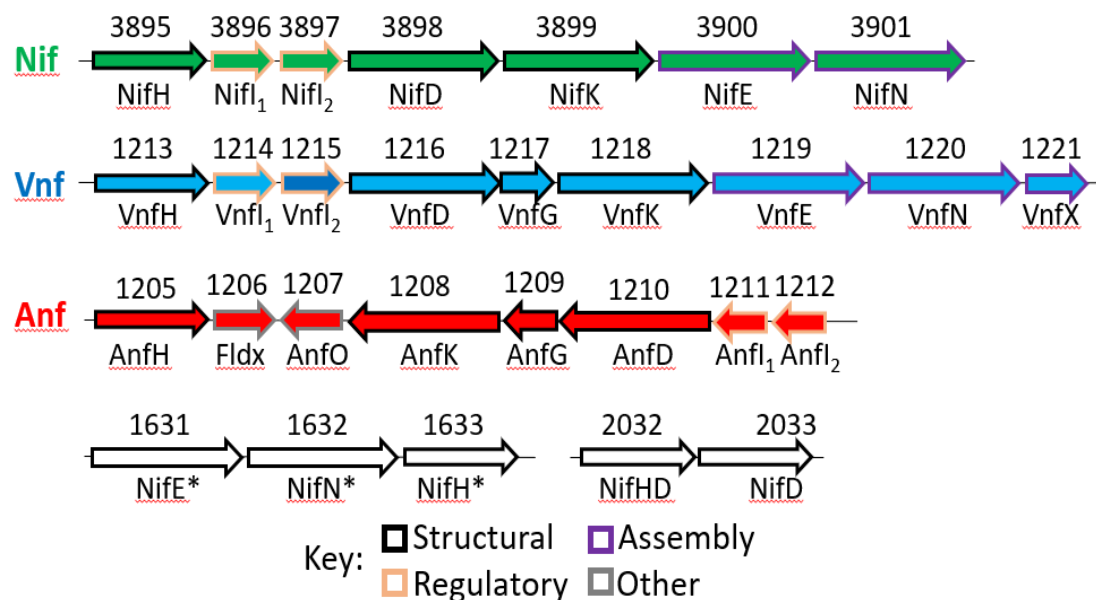 3895 3896 3897 3898 3899 3900 3901
Nif
NifH NifI1 NifI2 NifD NifK NifE NifN
1213 1214 1215 1216 1217 1218 1219 1220 1221
Vnf
VnfH VnfI1 VnfI2 VnfD VnfG VnfK VnfE VnfN VnfX
1205 1206 1207 1208 1209 1210 1211 1212
Anf
AnfH Fldx AnfO AnfK AnfG AnfD AnfI1 AnfI2
1631 1632 1633 2032 2033
NifE* NifN* NifH* NifHD NifD
Key: Structural Assembly
Regulatory Other